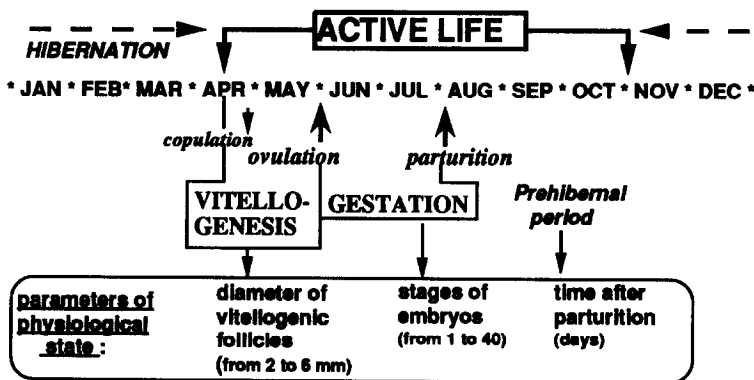 ACTIVE LIFE
HIBERNATION
* JAN * FEB* MAR * APR * MAY * JUN * JUL * AUG * SEP * OCT * NOV * DEC *
copulation
ovulation
parturition
VITELLO-
GENESIS
GESTATION
Prehibernal
period
parameters of
physiological
state :
diameter of
vitellogenic
follicles
(from 2 to 6 mm)
stages of
embryos
(from 1 to 40)
time after
parturition
(days)